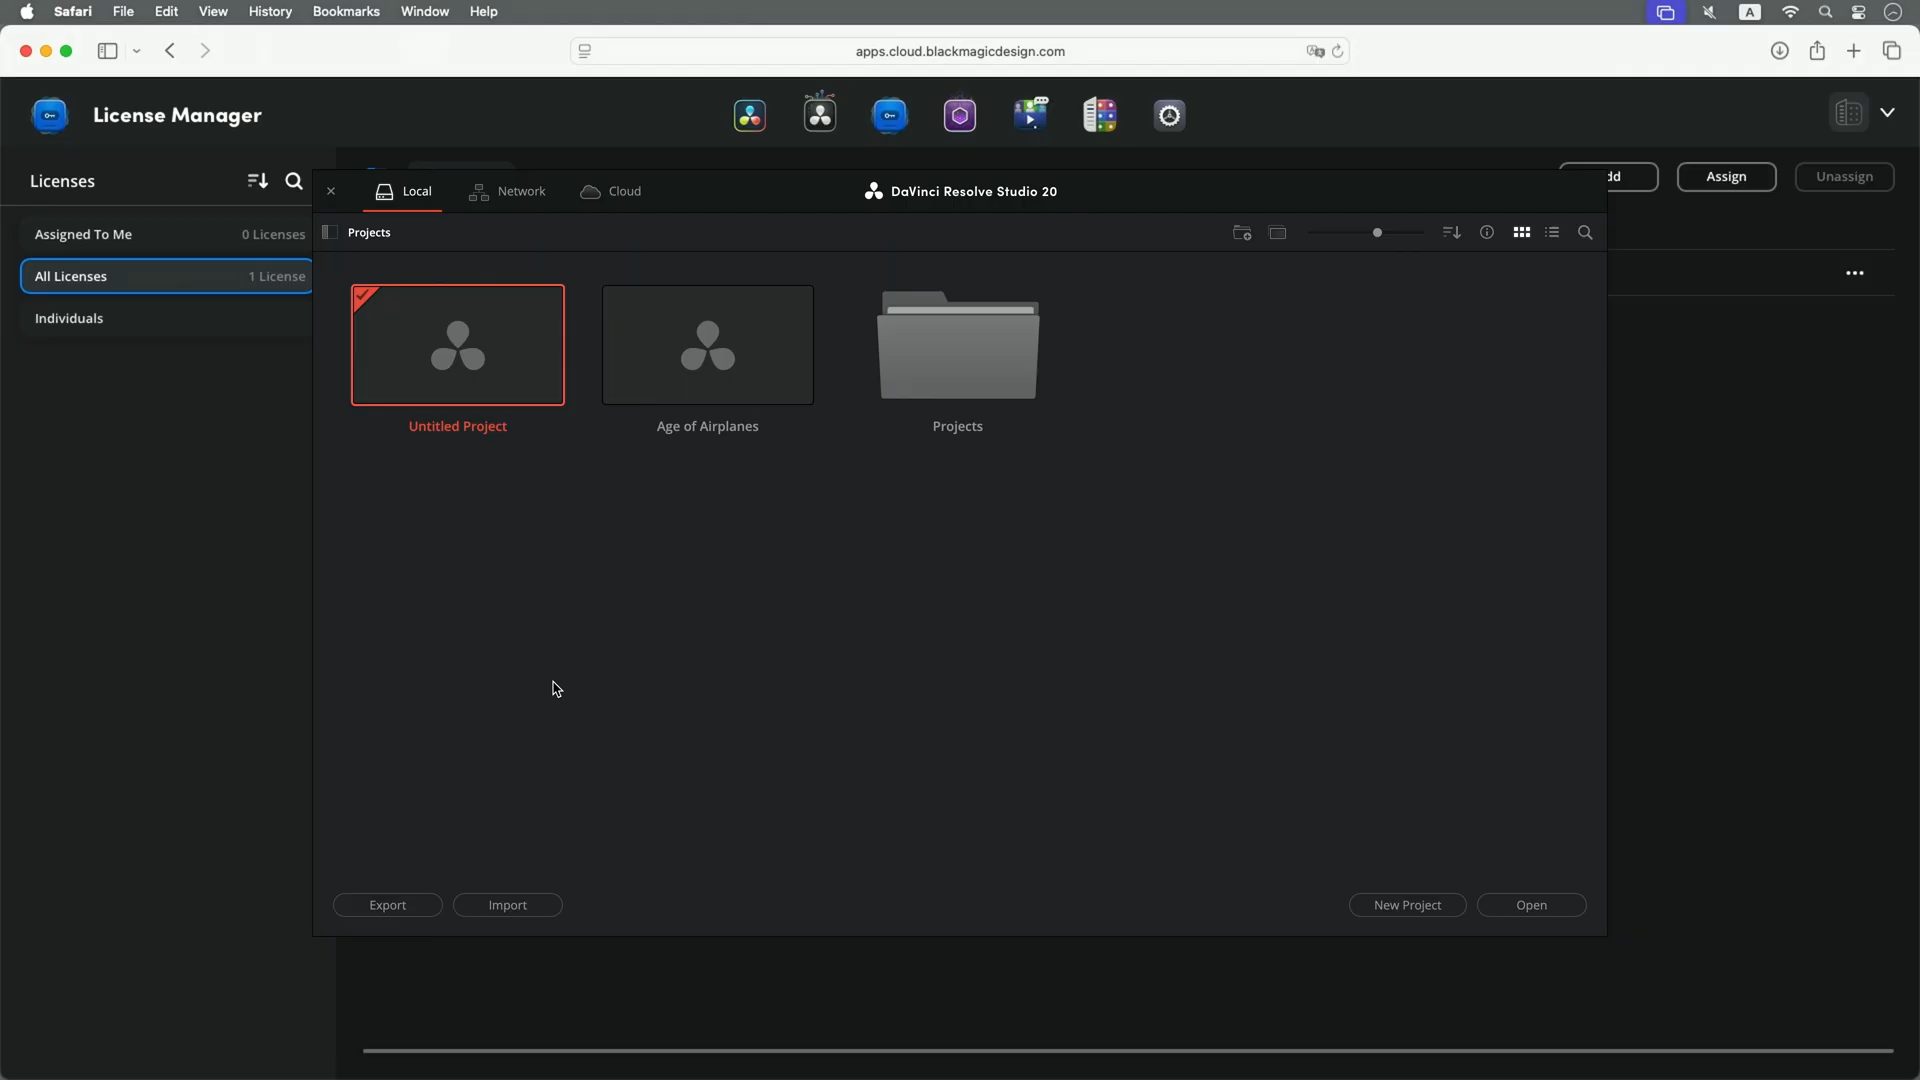 Safari File Edit View History Bookmarks Window Help
A
apps.cloud.blackmagicdesign.com
License Manager
Licenses
Assigned To Me 0 Licenses
All Licenses 1 License
Individuals
Assign
Unassign
Local Network Cloud
DaVinci Resolve Studio 20
Projects
Untitled Project
Age of Airplanes
Projects
Export Import
New Project Open